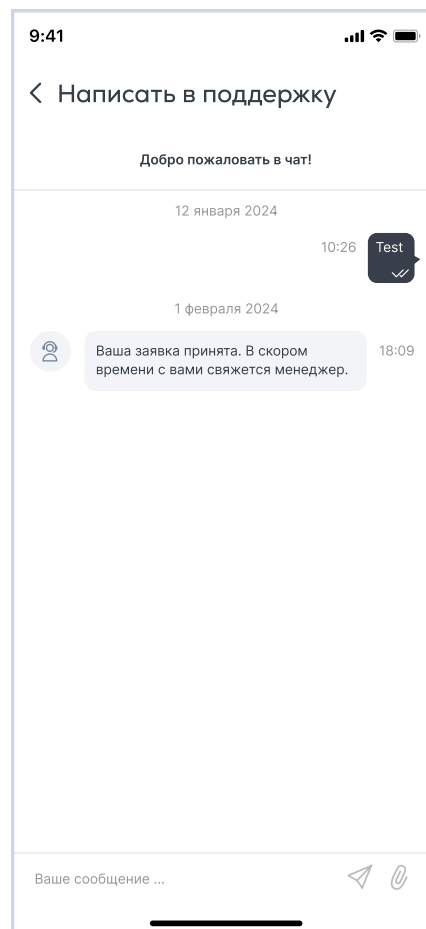 9:41
Написать в поддержку
Добро пожаловать в чат!
12 января 2024
10:26 Test
1 февраля 2024
Ваша заявка принята. В скором
времени с вами свяжется менеджер.
18:09
Ваше сообщение ...